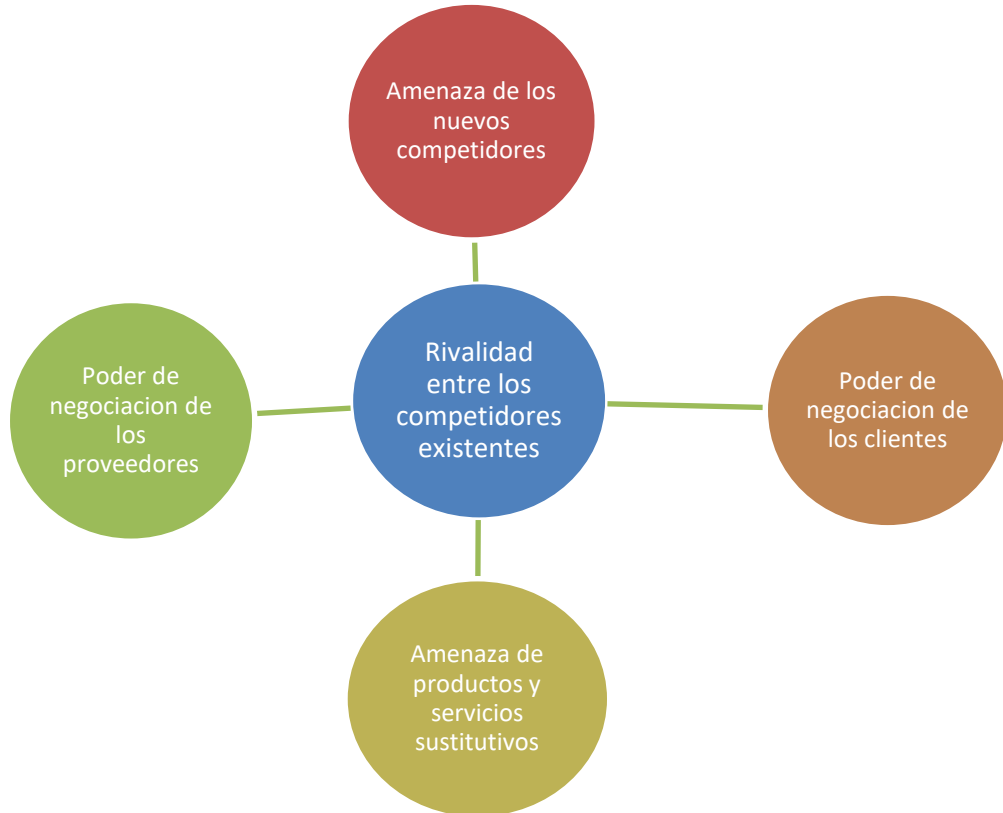 Amenaza de los
nuevos
competidores
Poder de
negociacion de
los
proveedores
Rivalidad
entre los
competidores
existentes
Poder de
negociacion de
los clientes
Amenaza de
productos y
servicios
sustitutivos